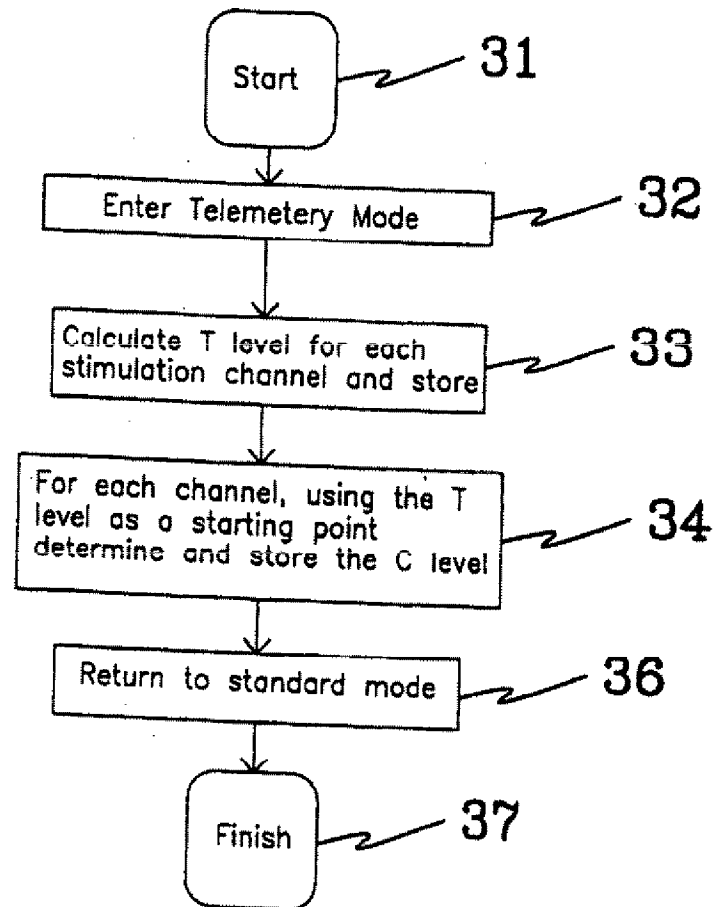 Start
31
Enter Telemetery Mode
32
Calculate T level for each
stimulation channel and store
33
For each channel, using the T
level as a starting point
determine and store the C level
34
Return to standard mode
36
Finish
37